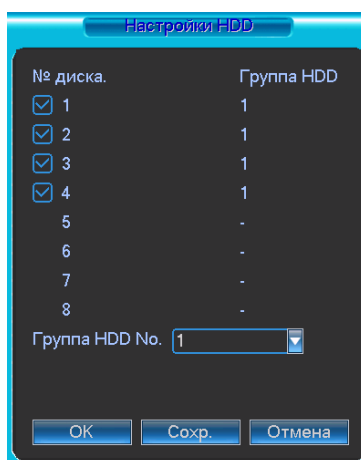 Настройки HDD
№ диска. Группа HDD
1 1
2 1
3 1
4 1
5 -
6 -
7 -
8 -
Группа HDD No. 1
OK Сохр. Отмена